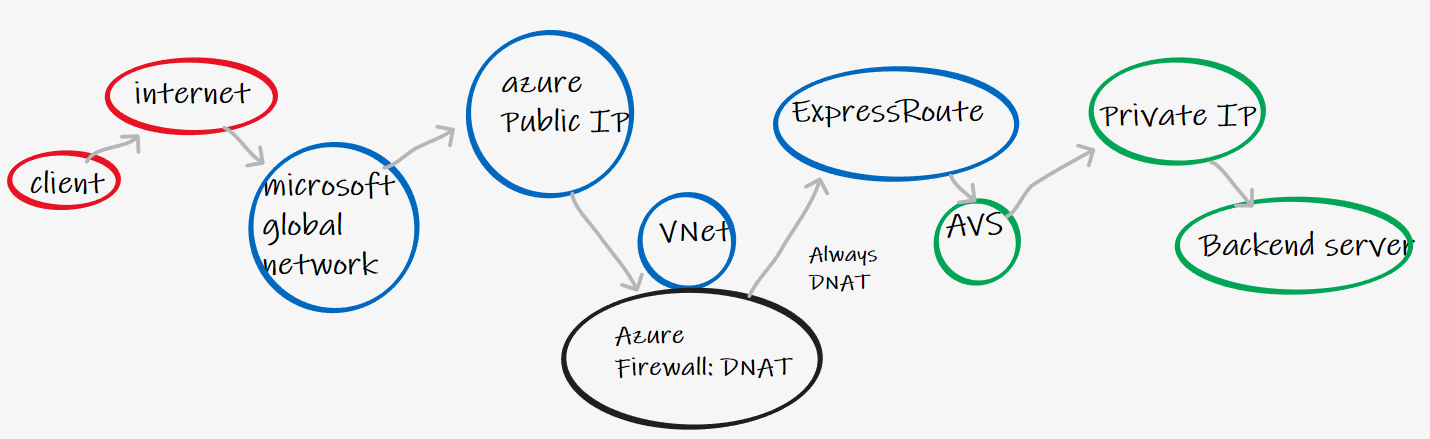 client
internet
microsoft
global
network
azure
Public IP
VNet
Azure
Firewall: DNAT
Always
DNAT
ExpressRoute
AVS
Private IP
Backend server